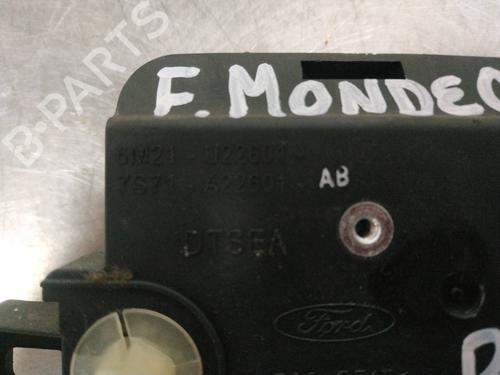 F. MONDEO
6M21 - U22601 -
7S71 - A22601 - AB
DTSEA
Ford
B-PARTS